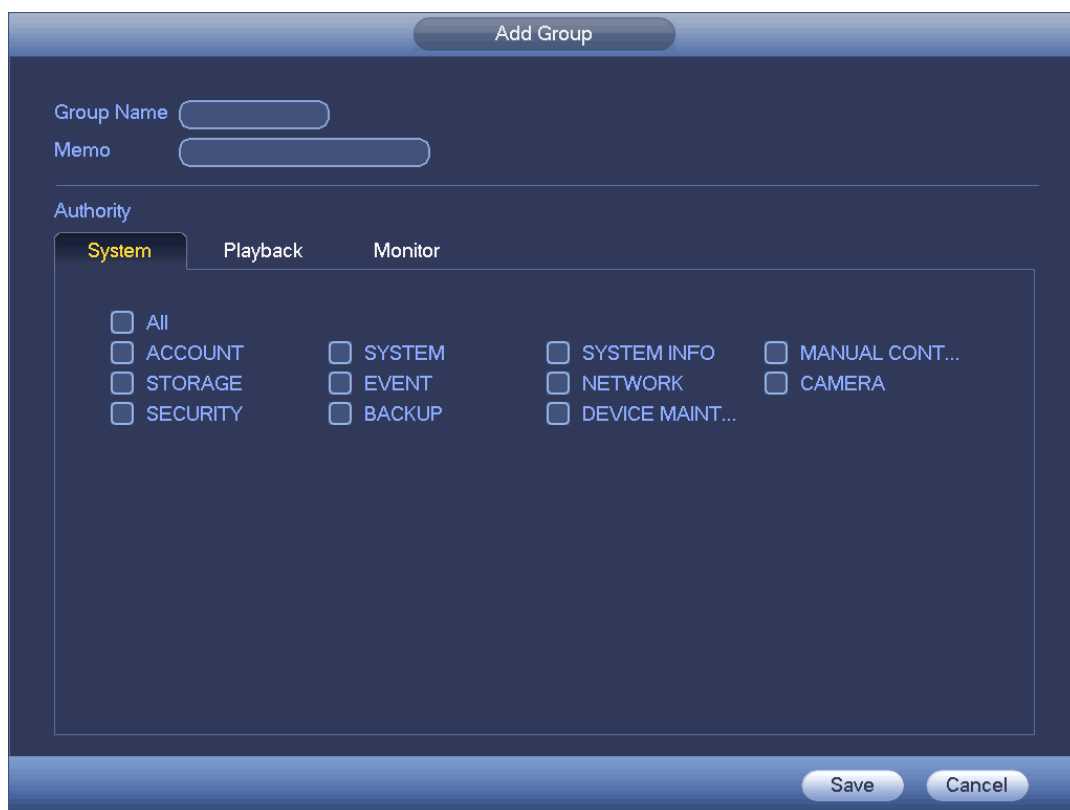 Add Group
Group Name
Memo
Authority
System Playback Monitor
All
ACCOUNT SYSTEM SYSTEM INFO MANUAL CONT...
STORAGE EVENT NETWORK CAMERA
SECURITY BACKUP DEVICE MAINT...
Save Cancel